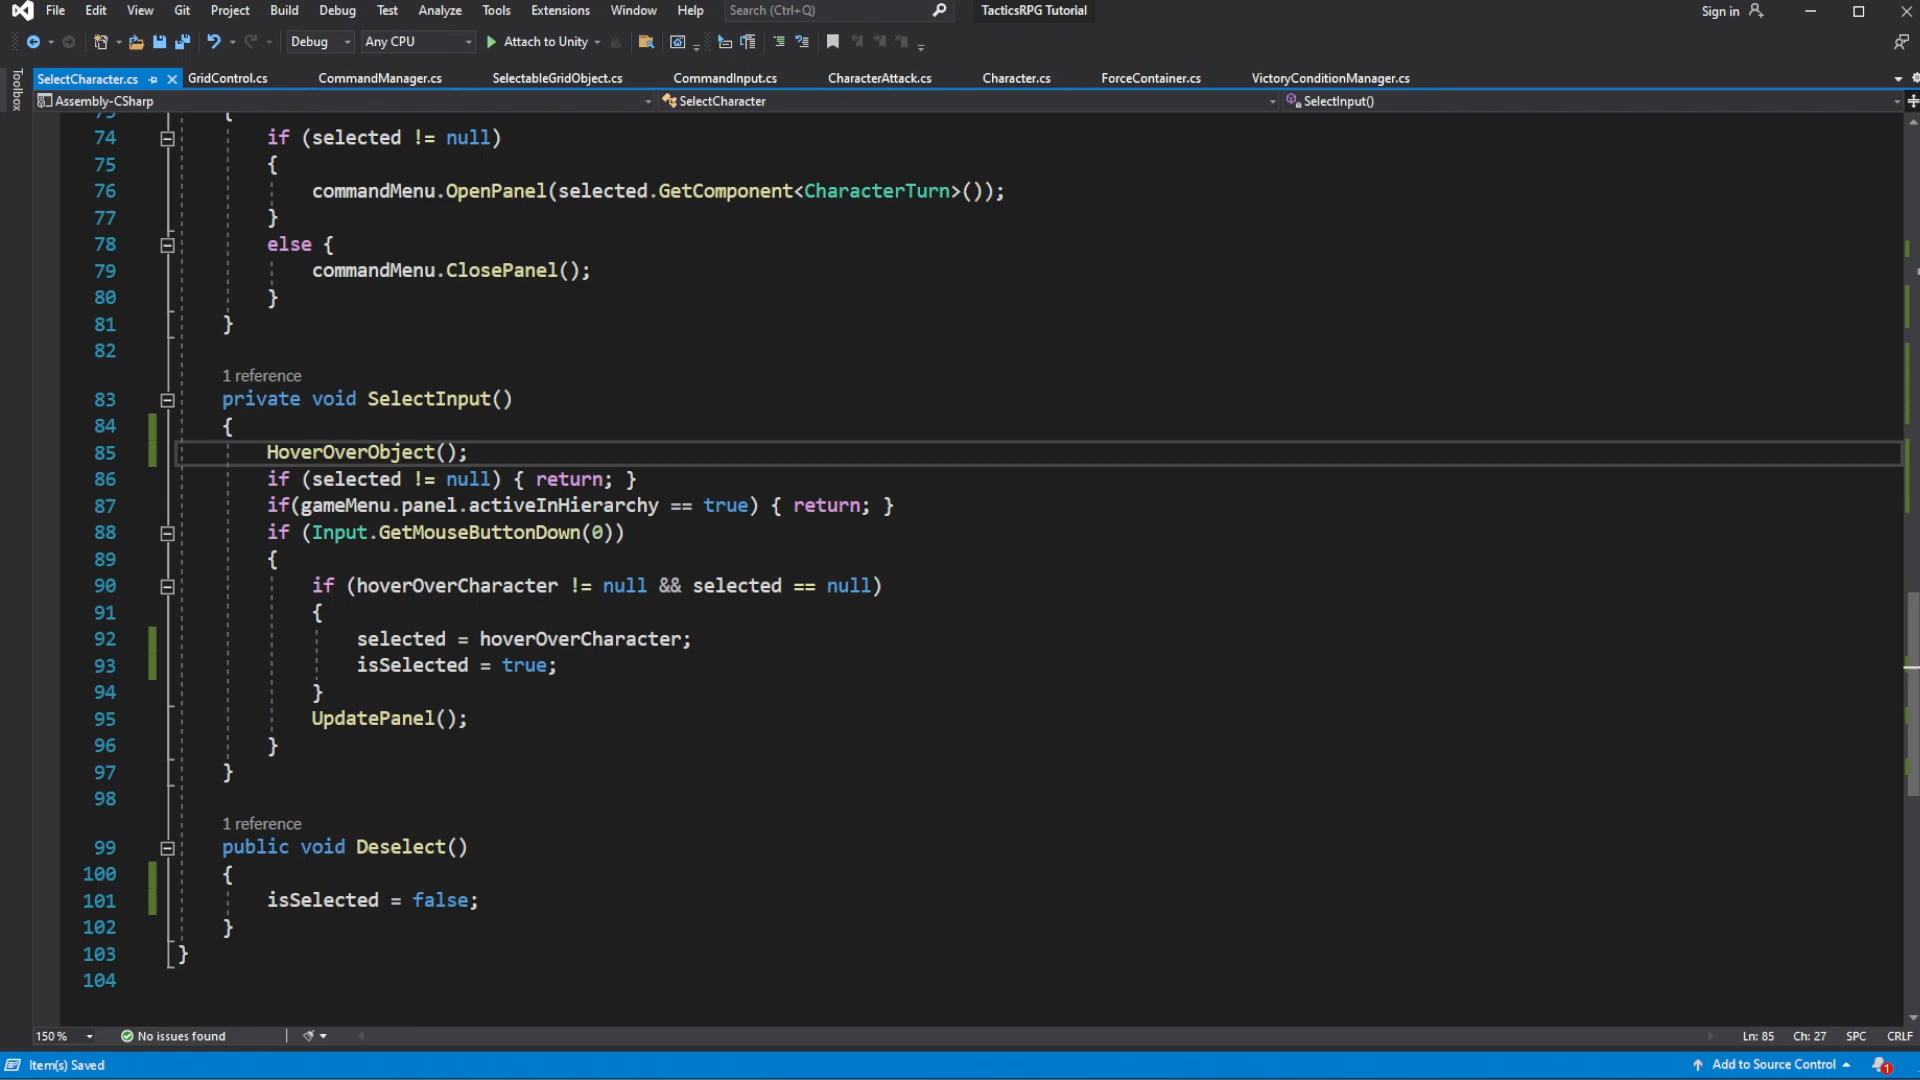 File Edit View Git Project Build Debug Test Analyze Tools Extensions Window Help Search (Ctrl+Q) TacticsRPG Tutorial Sign in
Debug Any CPU Attach to Unity
Toolbox
SelectCharacter.cs GridControl.cs CommandManager.cs SelectableGridObject.cs CommandInput.cs CharacterAttack.cs Character.cs ForceContainer.cs VictoryConditionManager.cs
Assembly-CSharp SelectCharacter SelectInput()
73 {
74 if (selected != null)
75 {
76 commandMenu.OpenPanel(selected.GetComponent<CharacterTurn>());
77 }
78 else {
79 commandMenu.ClosePanel();
80 }
81 }
82
1 reference
83 private void SelectInput()
84 {
85 HoverOverObject();
86 if (selected != null) { return; }
87 if(gameMenu.panel.activeInHierarchy == true) { return; }
88 if (Input.GetMouseButtonDown(0))
89 {
90 if (hoverOverCharacter != null && selected == null)
91 {
92 selected = hoverOverCharacter;
93 isSelected = true;
94 }
95 UpdatePanel();
96 }
97 }
98
1 reference
99 public void Deselect()
100 {
101 isSelected = false;
102 }
103 }
104
150 % No issues found Ln: 85 Ch: 27 SPC CRLF
Item(s) Saved Add to Source Control 1